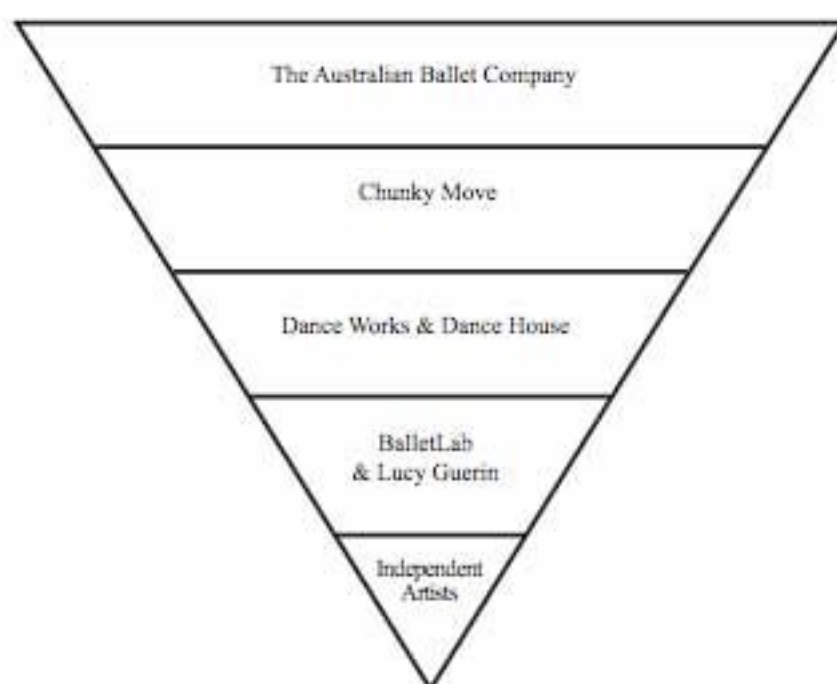 The Australian Ballet Company
Chunky Move
Dance Works & Dance House
BalletLab
& Lucy Guerin
Independent
Artists